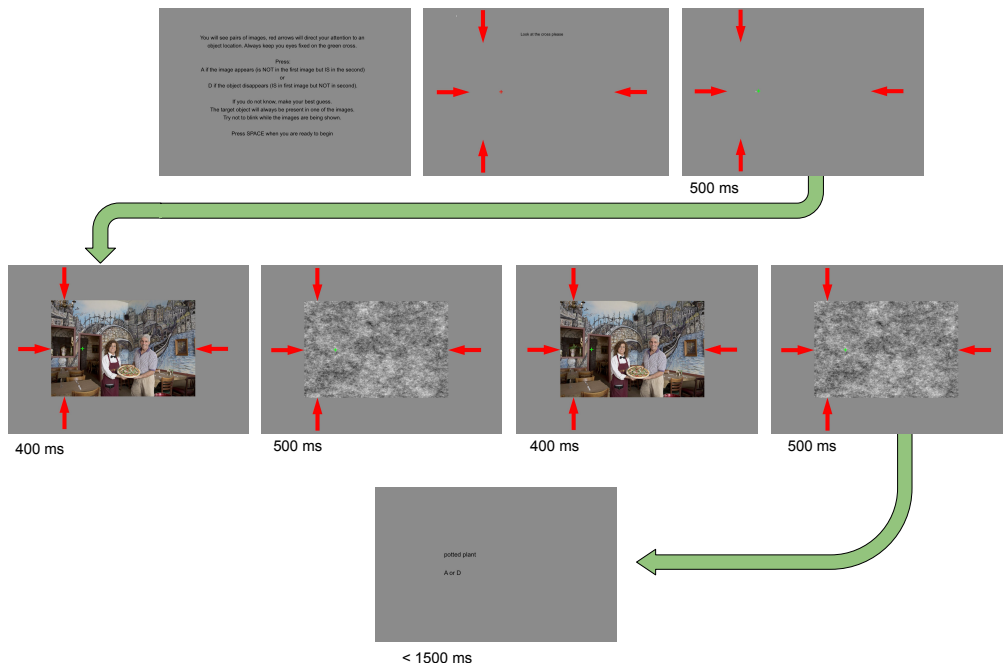 You will see pairs of images, red arrows will direct your attention to an
object location. Always keep you eyes fixed on the green cross.
Press:
A if the image appears (is NOT in the first image but IS in the second)
or
D if the object disappears (IS in first image but NOT in second).
If you do not know, make your best guess.
The target object will always be present in one of the images.
Try not to blink while the images are being shown.
Press SPACE when you are ready to begin
Look at the cross please
500 ms
400 ms
500 ms
400 ms
500 ms
potted plant
A or D
< 1500 ms